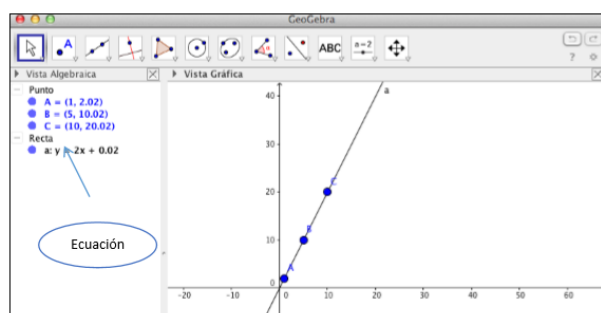 GeoGebra
A ABC a=2
?
Vista Algebraica
Vista Gráfica
Punto
A = (1, 2.02)
B = (5, 10.02)
C = (10, 20.02)
Recta
a: y 2x + 0.02
Ecuación
40
30
20
10
0
-20 -10 0 10 20 30 40 50 60
a
C
B
A